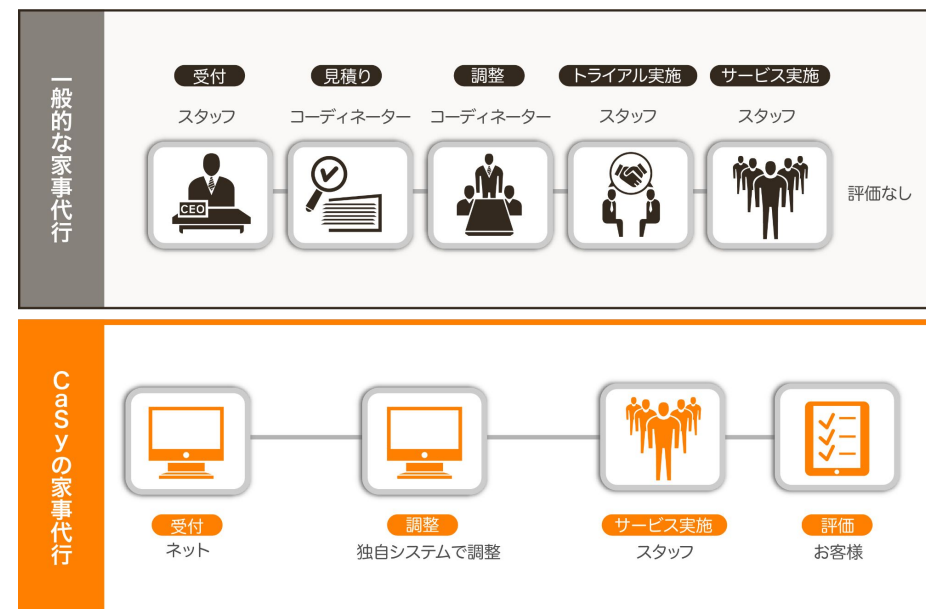 一般的な家事代行
受付
見積り
調整
トライアル実施
サービス実施
スタッフ
コーディネーター
コーディネーター
スタッフ
スタッフ
CEO
評価なし
CaSyの家事代行
受付
調整
サービス実施
評価
ネット
独自システムで調整
スタッフ
お客様